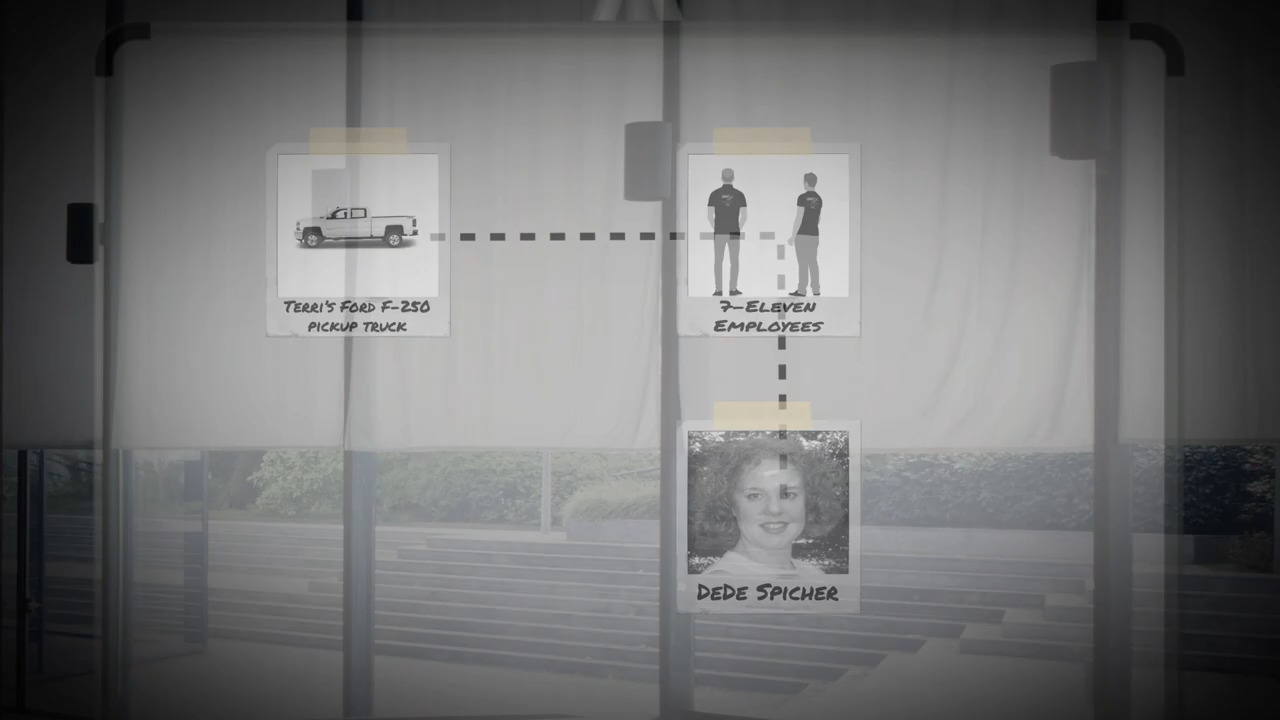 Terri's Ford F-250
pickup truck
7-Eleven
Employees
DeDe Spicher